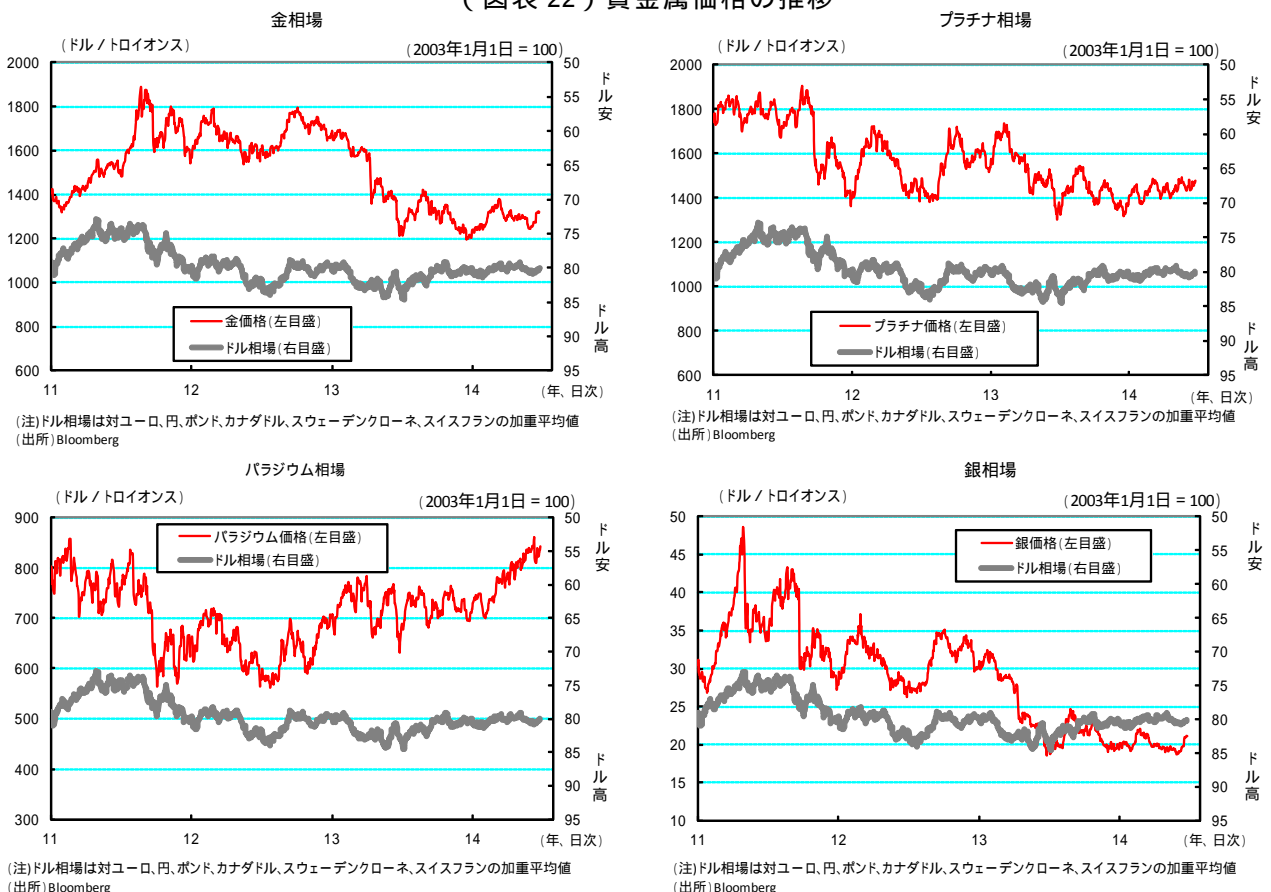 (図表22)貴金属価格の推移
金相場
(ドル/トロイオンス)
(2003年1月1日=100)
2000
1800
1600
1400
1200
1000
800
600
50
55
60
65
70
75
80
85
90
95
ドル安
ドル高
金価格(左目盛)
ドル相場(右目盛)
11
12
13
14
(年、日次)
(注)ドル相場は対ユーロ、円、ポンド、カナダドル、スウェーデンクローネ、スイスフランの加重平均値
(出所)Bloomberg
プラチナ相場
(ドル/トロイオンス)
(2003年1月1日=100)
2000
1800
1600
1400
1200
1000
800
600
50
55
60
65
70
75
80
85
90
95
ドル安
ドル高
プラチナ価格(左目盛)
ドル相場(右目盛)
11
12
13
14
(年、日次)
(注)ドル相場は対ユーロ、円、ポンド、カナダドル、スウェーデンクローネ、スイスフランの加重平均値
(出所)Bloomberg
パラジウム相場
(ドル/トロイオンス)
(2003年1月1日=100)
900
800
700
600
500
400
300
50
55
60
65
70
75
80
85
90
95
ドル安
ドル高
パラジウム価格(左目盛)
ドル相場(右目盛)
11
12
13
14
(年、日次)
(注)ドル相場は対ユーロ、円、ポンド、カナダドル、スウェーデンクローネ、スイスフランの加重平均値
(出所)Bloomberg
銀相場
(ドル/トロイオンス)
(2003年1月1日=100)
50
45
40
35
30
25
20
15
10
50
55
60
65
70
75
80
85
90
95
ドル安
ドル高
銀価格(左目盛)
ドル相場(右目盛)
11
12
13
14
(年、日次)
(注)ドル相場は対ユーロ、円、ポンド、カナダドル、スウェーデンクローネ、スイスフランの加重平均値
(出所)Bloomberg